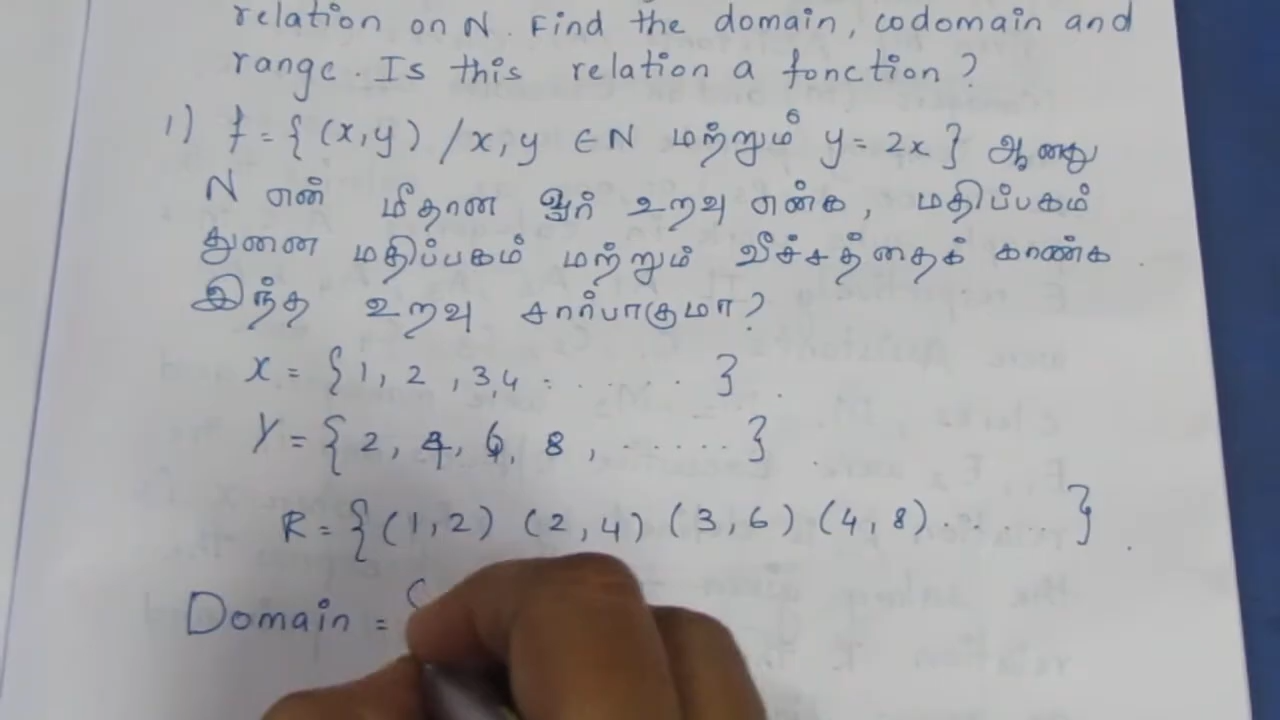 relation on N. Find the domain, codomain and
range. Is this relation a fonction?
1) f = { (x,y) / x,y ∈ N மற்றும் y = 2x } ஆனது
N என் மீதான ஓர் உறவு என்க, மதிப்பகம்
துணை மதிப்பகம் மற்றும் வீச்சத்தைக் காண்க
இந்த உறவு சார்பாகுமா?
X = { 1, 2 , 3, 4 . . . . . . }
Y = { 2, 4, 6, 8 , . . . . . . }
R = { (1,2) (2,4) (3,6) (4,8) . . . . . }
Domain = {